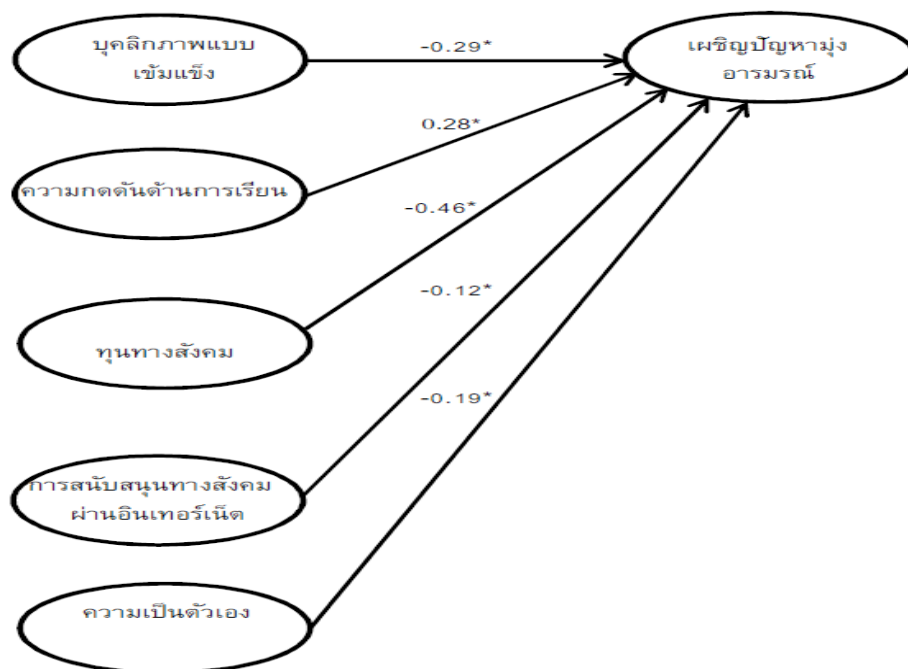 บุคลิกภาพแบบ
เข้มแข็ง
-0.29*
เผชิญปัญหามุ่ง
อารมรณ์
0.28*
ความกดดันด้านการเรียน
-0.46*
-0.12*
ทุนทางสังคม
-0.19*
การสนับสนุนทางสังคม
ผ่านอินเทอร์เน็ต
ความเป็นตัวเอง